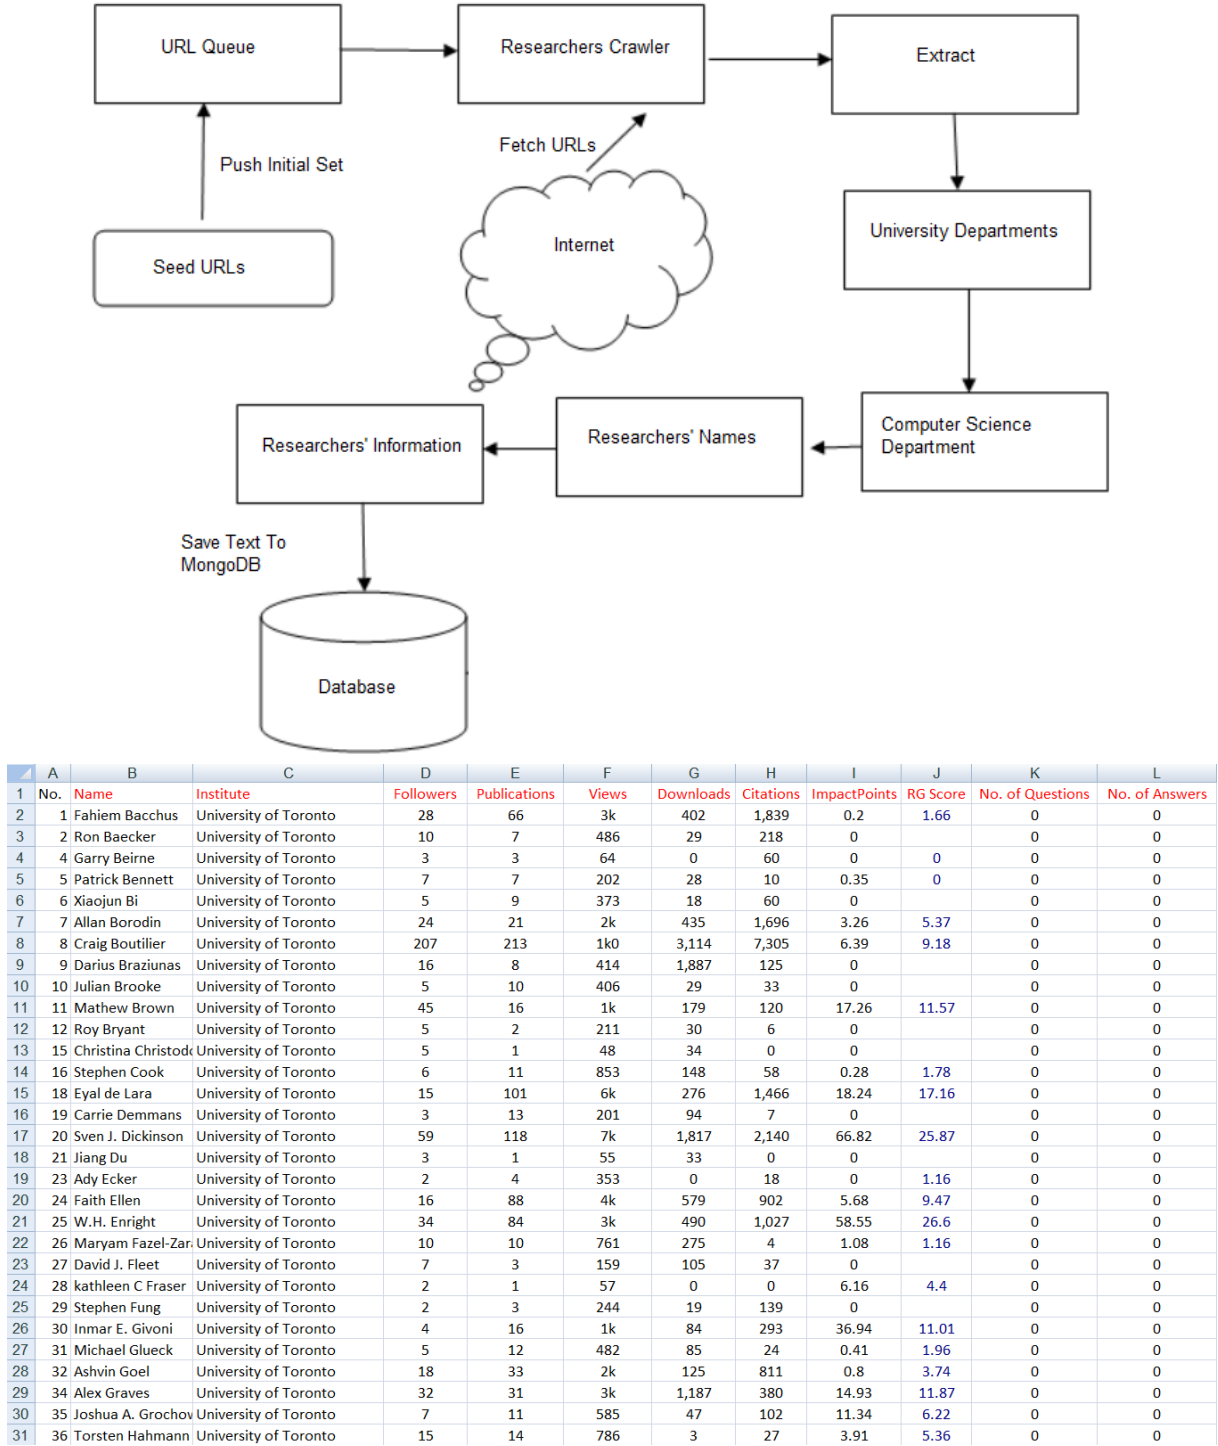 URL Queue
Researchers Crawler
Extract
Fetch URLs
Push Initial Set
University Departments
Internet
Seed URLs
Computer Science
Department
Researchers' Names
Researchers' Information
Save Text To
MongoDB
Database
A B C D E F G H I J K L
1 No. Name Institute Followers Publications Views Downloads Citations ImpactPoints RG Score No. of Questions No. of Answers
2 1 Fahiem Bacchus University of Toronto 28 66 3k 402 1,839 0.2 1.66 0 0
3 2 Ron Baecker University of Toronto 10 7 486 29 218 0 0 0
4 4 Garry Beirne University of Toronto 3 3 64 0 60 0 0 0 0
5 5 Patrick Bennett University of Toronto 7 7 202 28 10 0.35 0 0 0
6 6 Xiaojun Bi University of Toronto 5 9 373 18 60 0 0 0
7 7 Allan Borodin University of Toronto 24 21 2k 435 1,696 3.26 5.37 0 0
8 8 Craig Boutilier University of Toronto 207 213 1k0 3,114 7,305 6.39 9.18 0 0
9 9 Darius Braziunas University of Toronto 16 8 414 1,887 125 0 0 0
10 10 Julian Brooke University of Toronto 5 10 406 29 33 0 0 0
11 11 Mathew Brown University of Toronto 45 16 1k 179 120 17.26 11.57 0 0
12 12 Roy Bryant University of Toronto 5 2 211 30 6 0 0 0
13 15 Christina Christodo University of Toronto 5 1 48 34 0 0 0 0
14 16 Stephen Cook University of Toronto 6 11 853 148 58 0.28 1.78 0 0
15 18 Eyal de Lara University of Toronto 15 101 6k 276 1,466 18.24 17.16 0 0
16 19 Carrie Demmans University of Toronto 3 13 201 94 7 0 0 0
17 20 Sven J. Dickinson University of Toronto 59 118 7k 1,817 2,140 66.82 25.87 0 0
18 21 Jiang Du University of Toronto 3 1 55 33 0 0 0 0
19 23 Ady Ecker University of Toronto 2 4 353 0 18 0 1.16 0 0
20 24 Faith Ellen University of Toronto 16 88 4k 579 902 5.68 9.47 0 0
21 25 W.H. Enright University of Toronto 34 84 3k 490 1,027 58.55 26.6 0 0
22 26 Maryam Fazel-Zar University of Toronto 10 10 761 275 4 1.08 1.16 0 0
23 27 David J. Fleet University of Toronto 7 3 159 105 37 0 0 0
24 28 kathleen C Fraser University of Toronto 2 1 57 0 0 6.16 4.4 0 0
25 29 Stephen Fung University of Toronto 2 3 244 19 139 0 0 0
26 30 Inmar E. Givoni University of Toronto 4 16 1k 84 293 36.94 11.01 0 0
27 31 Michael Glueck University of Toronto 5 12 482 85 24 0.41 1.96 0 0
28 32 Ashvin Goel University of Toronto 18 33 2k 125 811 0.8 3.74 0 0
29 34 Alex Graves University of Toronto 32 31 3k 1,187 380 14.93 11.87 0 0
30 35 Joshua A. Grochow University of Toronto 7 11 585 47 102 11.34 6.22 0 0
31 36 Torsten Hahmann University of Toronto 15 14 786 3 27 3.91 5.36 0 0